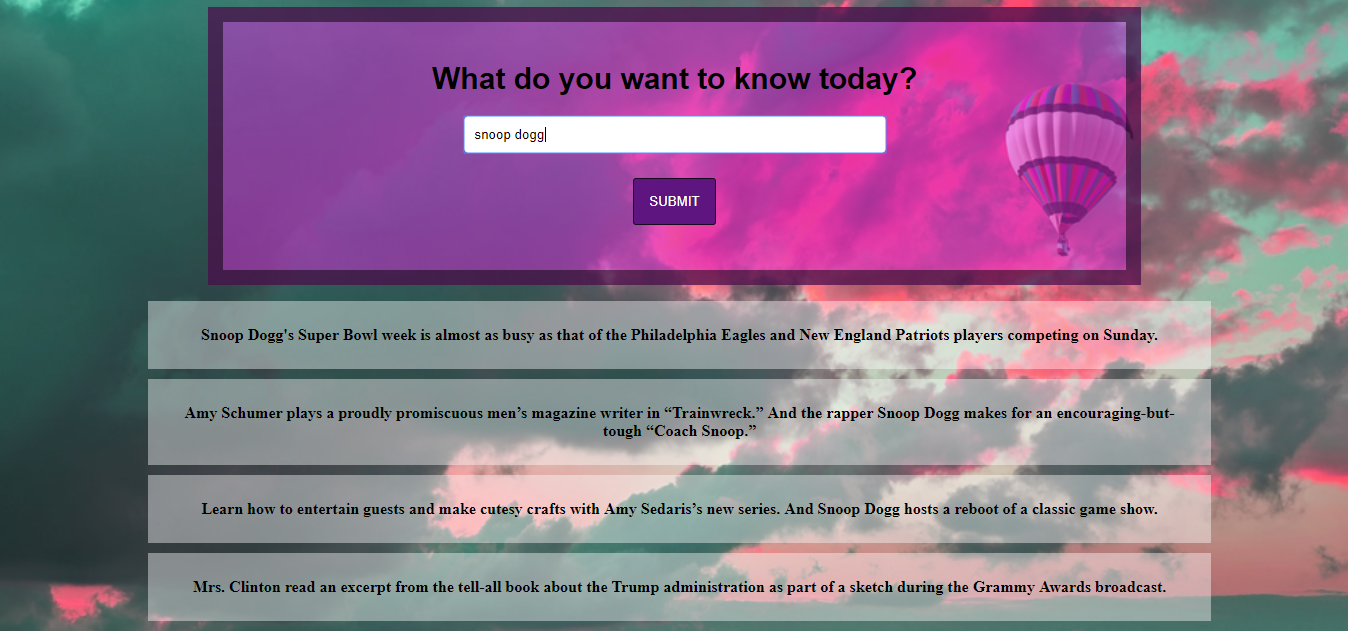 What do you want to know today?
snoop dogg
SUBMIT
Snoop Dogg's Super Bowl week is almost as busy as that of the Philadelphia Eagles and New England Patriots players competing on Sunday.
Amy Schumer plays a proudly promiscuous men’s magazine writer in “Trainwreck.” And the rapper Snoop Dogg makes for an encouraging-but-
tough “Coach Snoop.”
Learn how to entertain guests and make cutesy crafts with Amy Sedaris’s new series. And Snoop Dogg hosts a reboot of a classic game show.
Mrs. Clinton read an excerpt from the tell-all book about the Trump administration as part of a sketch during the Grammy Awards broadcast.